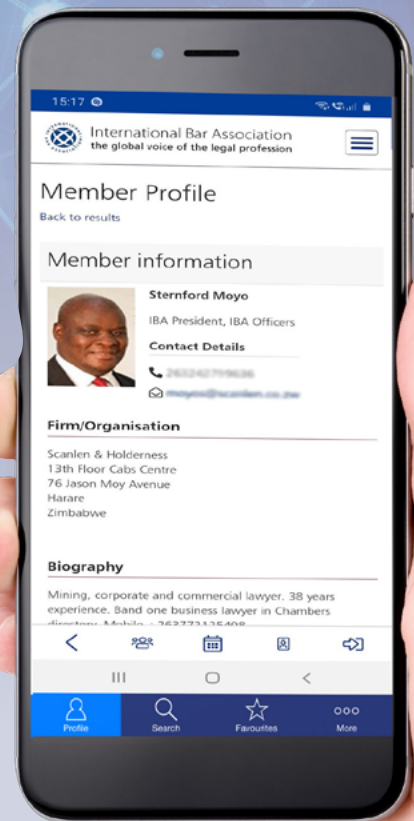 15:17
International Bar Association
the global voice of the legal profession
Member Profile
Back to results
Member information
Sternford Moyo
IBA President, IBA Officers
Contact Details
Firm/Organisation
Scanlen & Holderness
13th Floor Cabs Centre
76 Jason Moy Avenue
Harare
Zimbabwe
Biography
Mining, corporate and commercial lawyer. 38 years
experience. Band one business lawyer in Chambers
directory. Mobile :
Profile
Search
Favourites
More